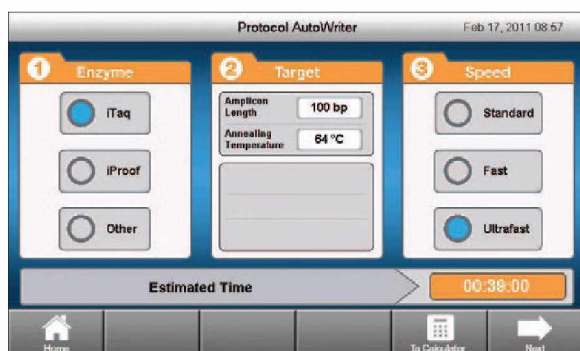 Protocol AutoWriter
Feb 17, 2011 08:57
1 Enzyme
iTaq
iProof
Other
2 Target
Amplicon Length 100 bp
Annealing Temperature 64 °C
3 Speed
Standard
Fast
Ultrafast
Estimated Time 00:39:00
Home
Ta Calculator
Next